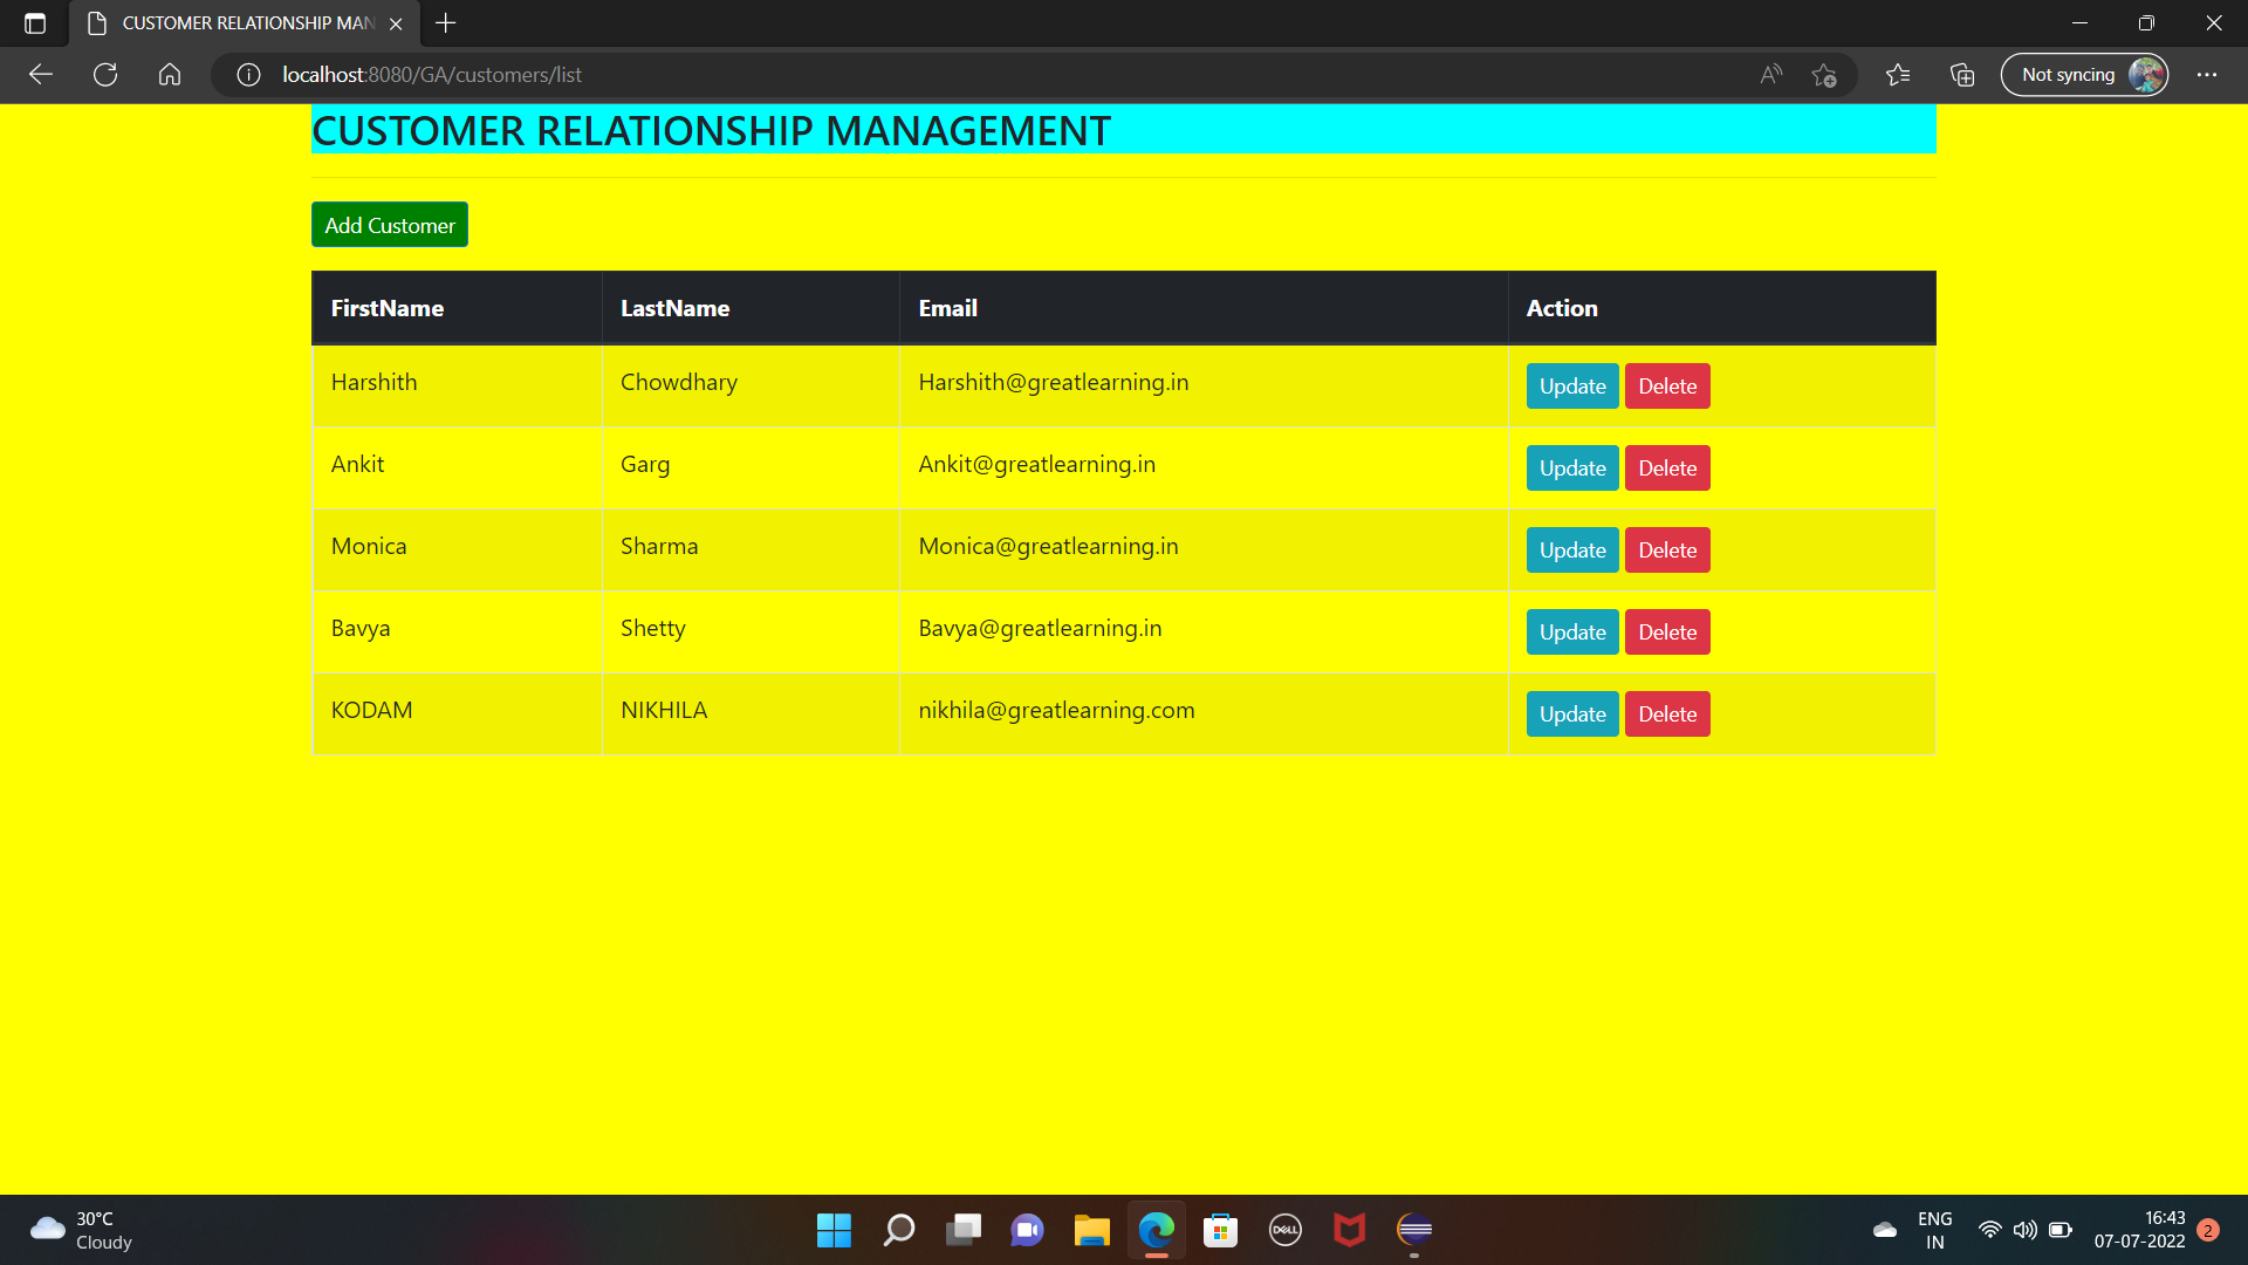 CUSTOMER RELATIONSHIP MAN
localhost:8080/GA/customers/list
Not syncing
CUSTOMER RELATIONSHIP MANAGEMENT
Add Customer
FirstName LastName Email Action
Harshith Chowdhary Harshith@greatlearning.in Update Delete
Ankit Garg Ankit@greatlearning.in Update Delete
Monica Sharma Monica@greatlearning.in Update Delete
Bavya Shetty Bavya@greatlearning.in Update Delete
KODAM NIKHILA nikhila@greatlearning.com Update Delete
30°C
Cloudy
DELL
ENG
IN
16:43
07-07-2022
2